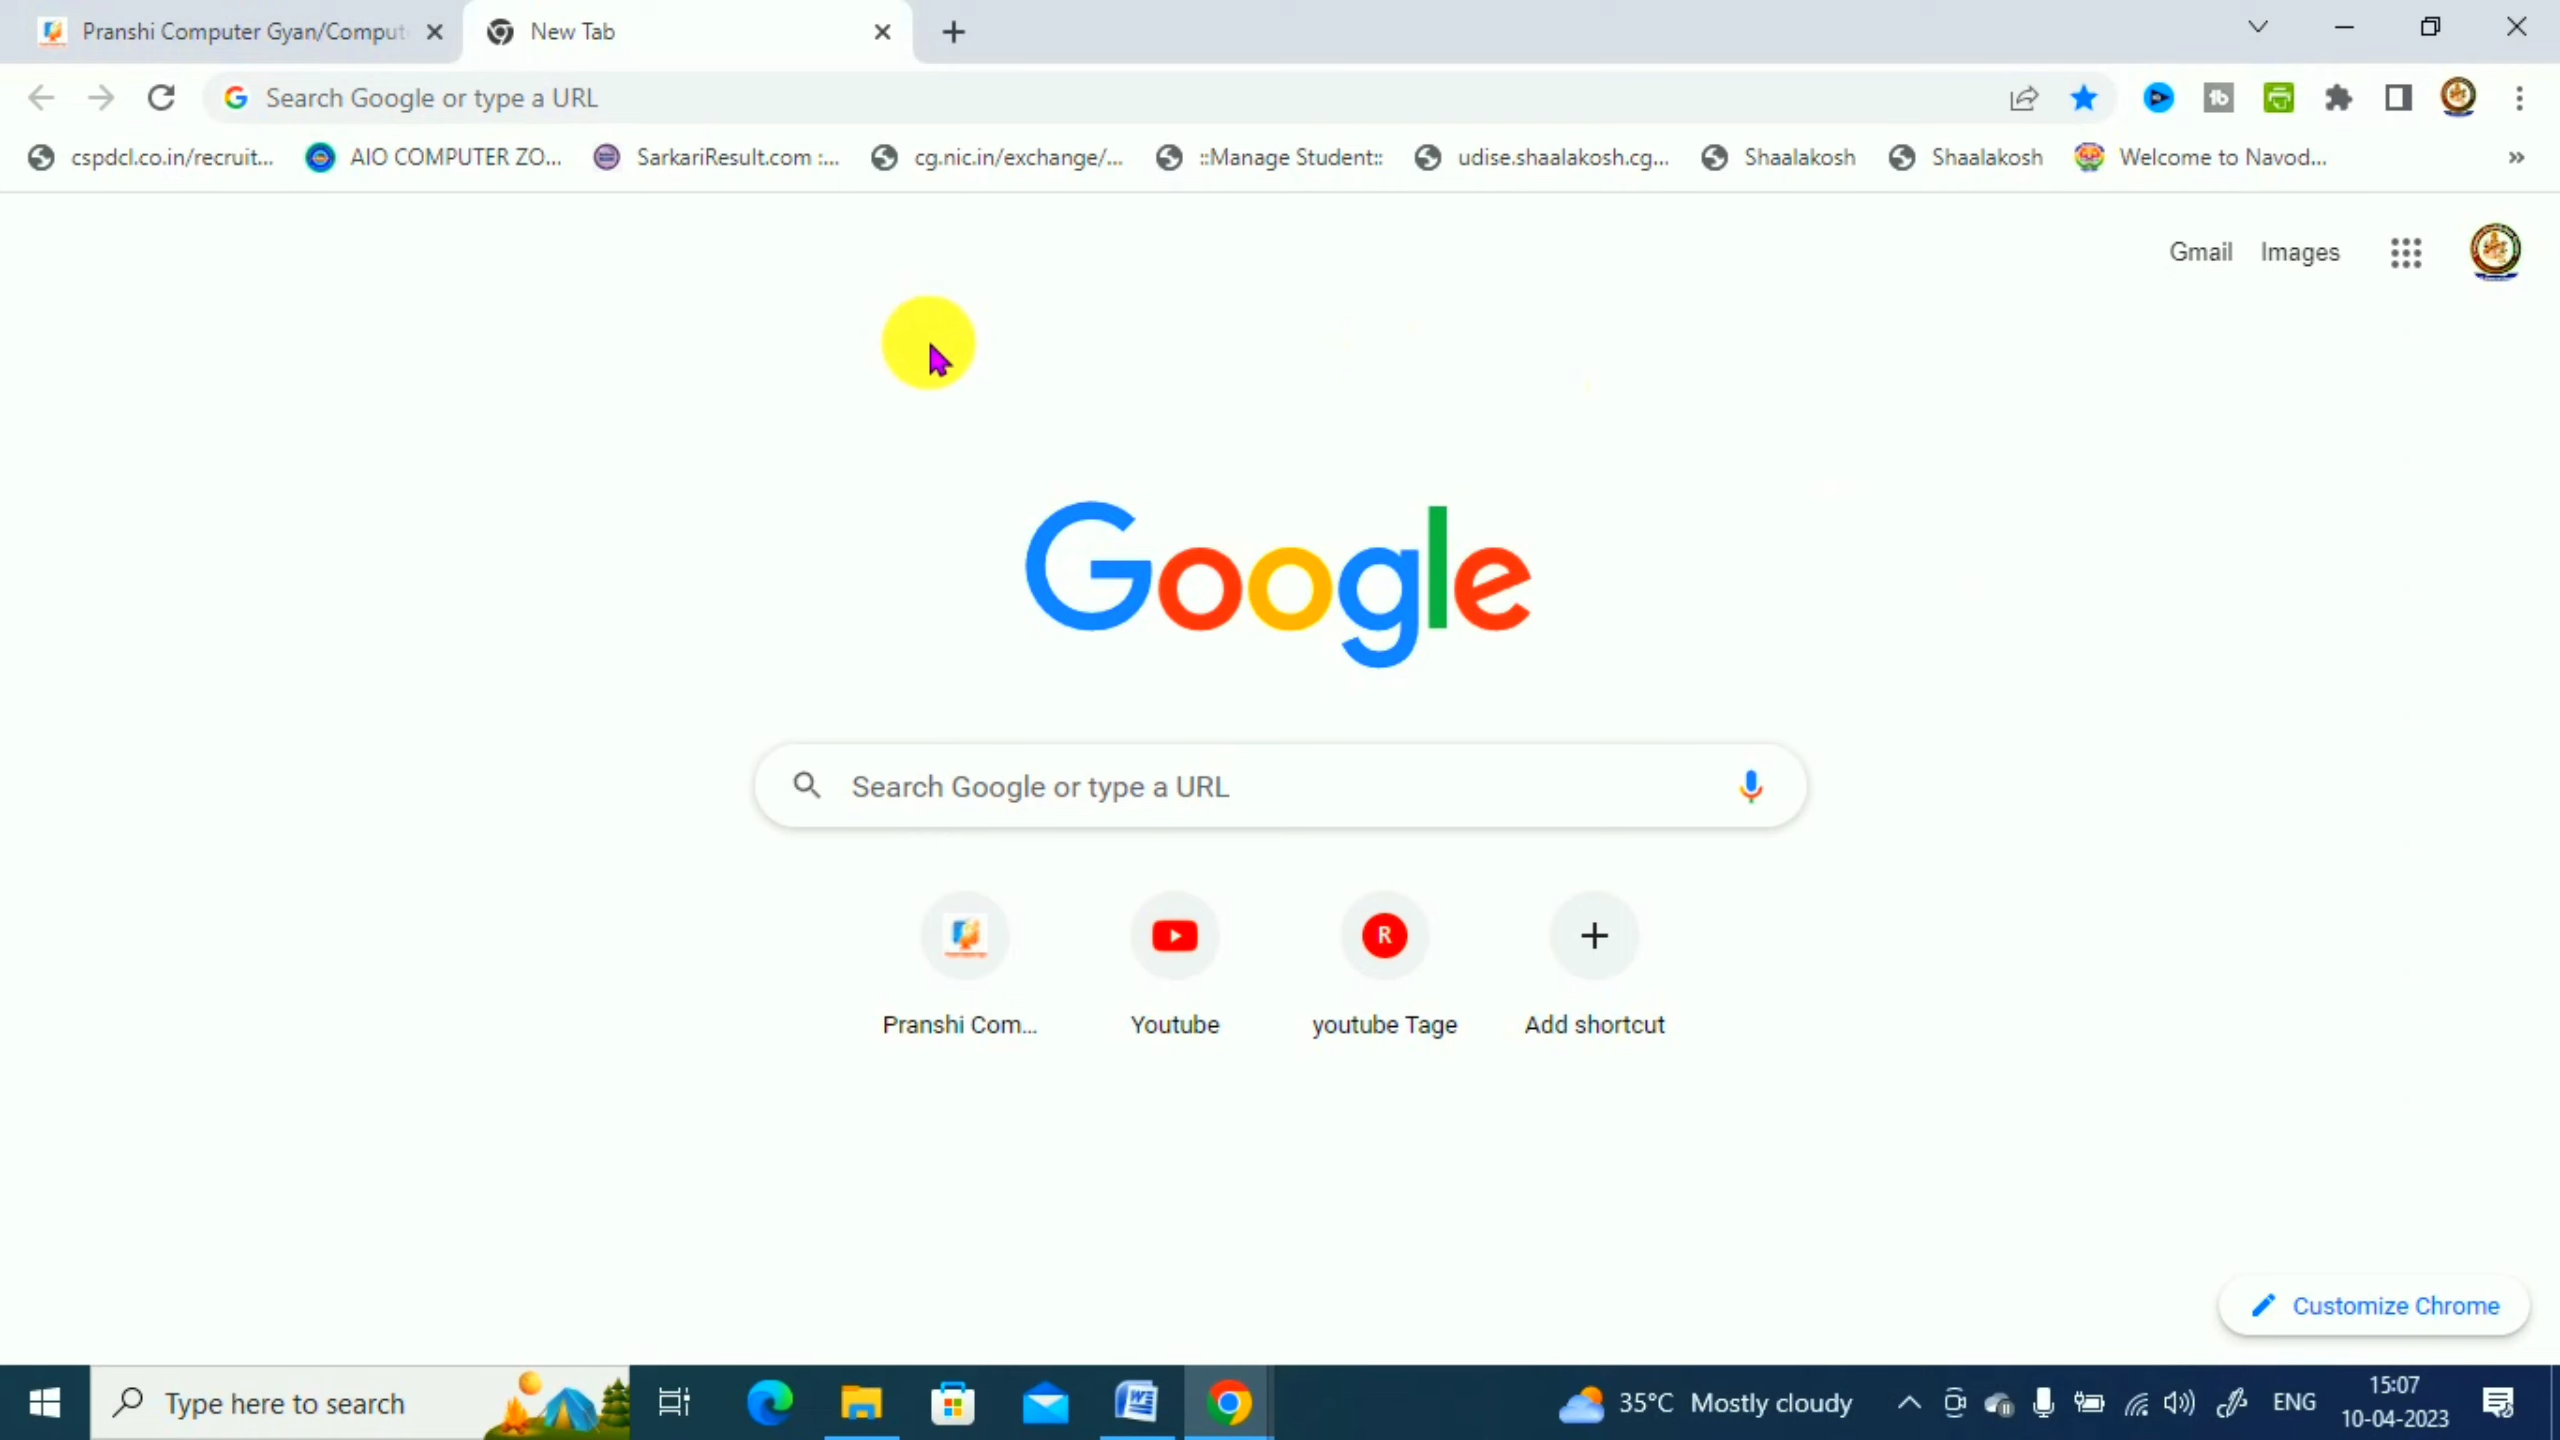 Pranshi Computer Gyan/Comput
New Tab
Search Google or type a URL
cspdcl.co.in/recruit... AIO COMPUTER ZO... SarkariResult.com :... cg.nic.in/exchange/... ::Manage Student:: udise.shaalakosh.cg... Shaalakosh Shaalakosh Welcome to Navod...
Gmail Images
Google
Search Google or type a URL
R
Pranshi Com... Youtube youtube Tage Add shortcut
Customize Chrome
Type here to search
35°C Mostly cloudy
ENG
15:07
10-04-2023